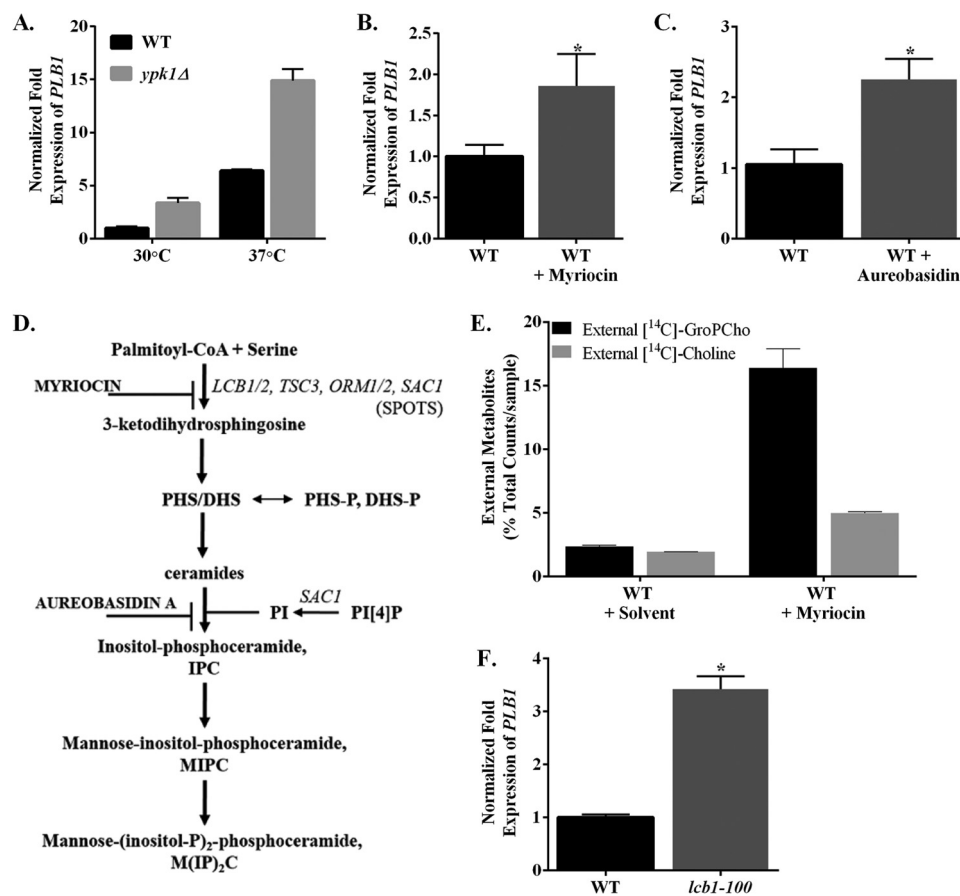 A.
Normalized Fold
Expression of PLB1
20
15
10
5
0
WT
ypk1Δ
30°C
37°C
B.
Normalized Fold
Expression of PLB1
2.5
2.0
1.5
1.0
0.5
0.0
*
WT
WT
+ Myriocin
C.
Normalized Fold
Expression of PLB1
3
2
1
0
*
WT
WT +
Aureobasidin
D.
Palmitoyl-CoA + Serine
MYRIOCIN
LCB1/2, TSC3, ORM1/2, SAC1
(SPOTS)
3-ketodihydrosphingosine
PHS/DHS
PHS-P, DHS-P
ceramides
AUREOBASIDIN A
PI
SAC1
PI[4]P
Inositol-phosphoceramide,
IPC
Mannose-inositol-phosphoceramide,
MIPC
Mannose-(inositol-P)₂-phosphoceramide,
M(IP)₂C
E.
External Metabolites
(% Total Counts/sample)
20
15
10
5
0
External [¹⁴C]-GroPCho
External [¹⁴C]-Choline
WT
+ Solvent
WT
+ Myriocin
F.
Normalized Fold
Expression of PLB1
4
3
2
1
0
*
WT
lcb1-100